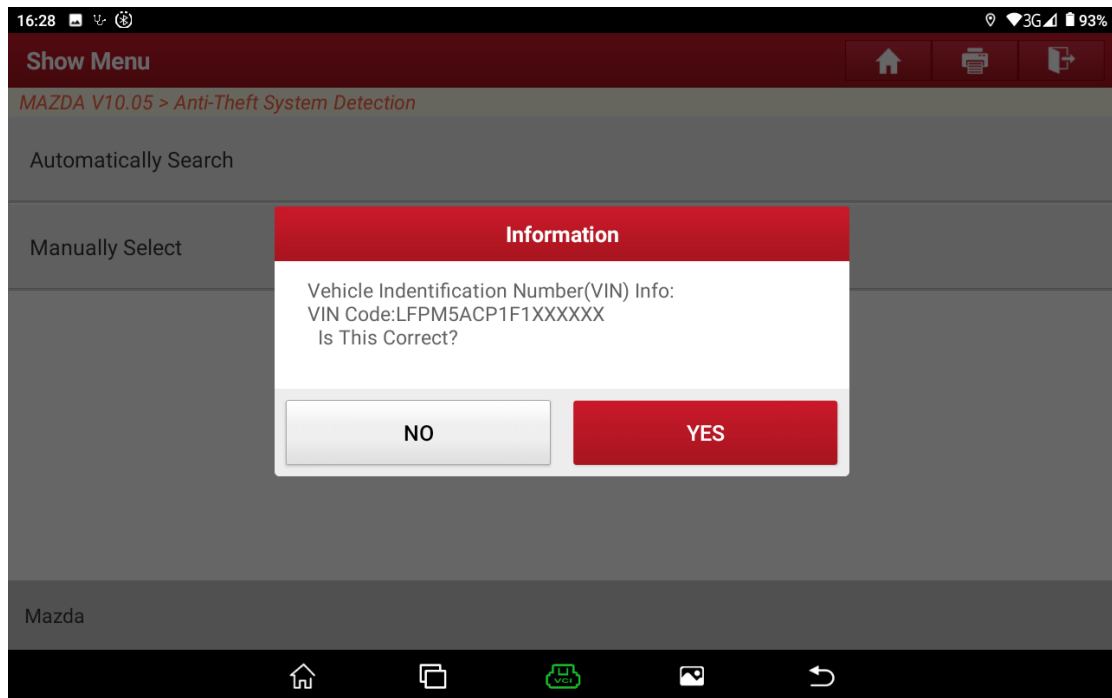 16:28
3G 93%
Show Menu
MAZDA V10.05 > Anti-Theft System Detection
Automatically Search
Manually Select
Information
Vehicle Indentification Number(VIN) Info:
VIN Code:LFPM5ACP1F1XXXXXX
Is This Correct?
NO
YES
Mazda
VCI